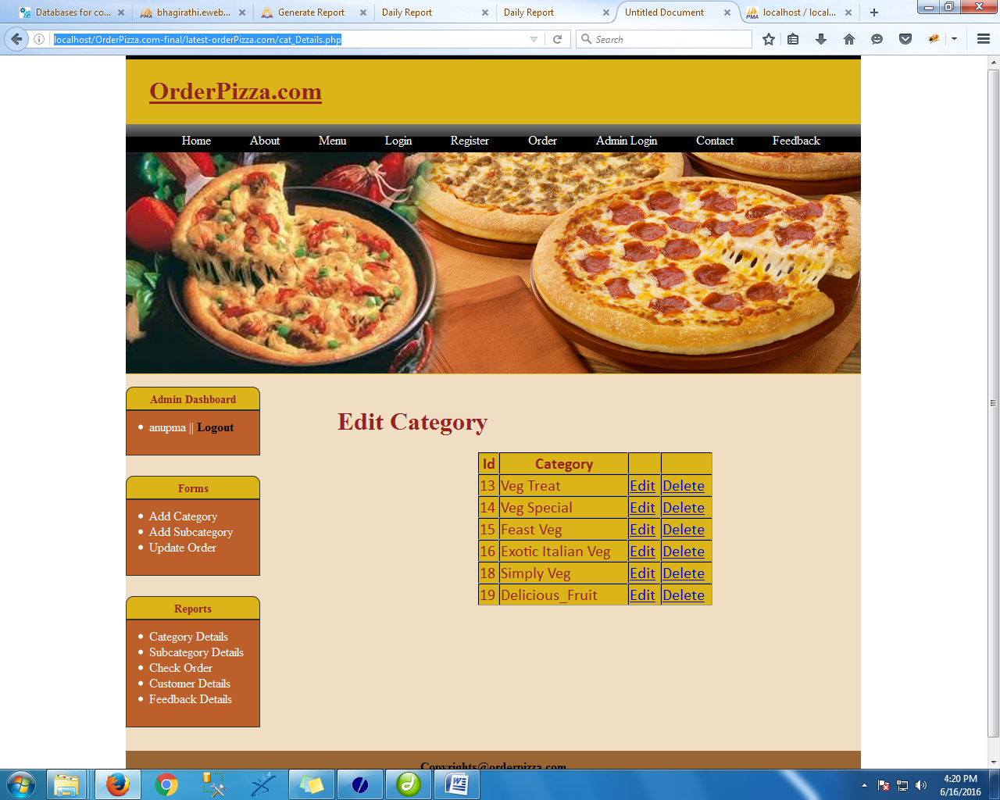 Databases for co...
bhagirathi.eweb...
Generate Report
Daily Report
Daily Report
Untitled Document
localhost / local...
localhost/OrderPizza.com-final/latest-orderPizza.com/cat_Details.php
Search
OrderPizza.com
Home About Menu Login Register Order Admin Login Contact Feedback
Admin Dashboard
anupma || Logout
Forms
Add Category
Add Subcategory
Update Order
Reports
Category Details
Subcategory Details
Check Order
Customer Details
Feedback Details
Edit Category
Id Category
13 Veg Treat Edit Delete
14 Veg Special Edit Delete
15 Feast Veg Edit Delete
16 Exotic Italian Veg Edit Delete
18 Simply Veg Edit Delete
19 Delicious_Fruit Edit Delete
Copyrights@orderpizza.com
4:20 PM
6/16/2016